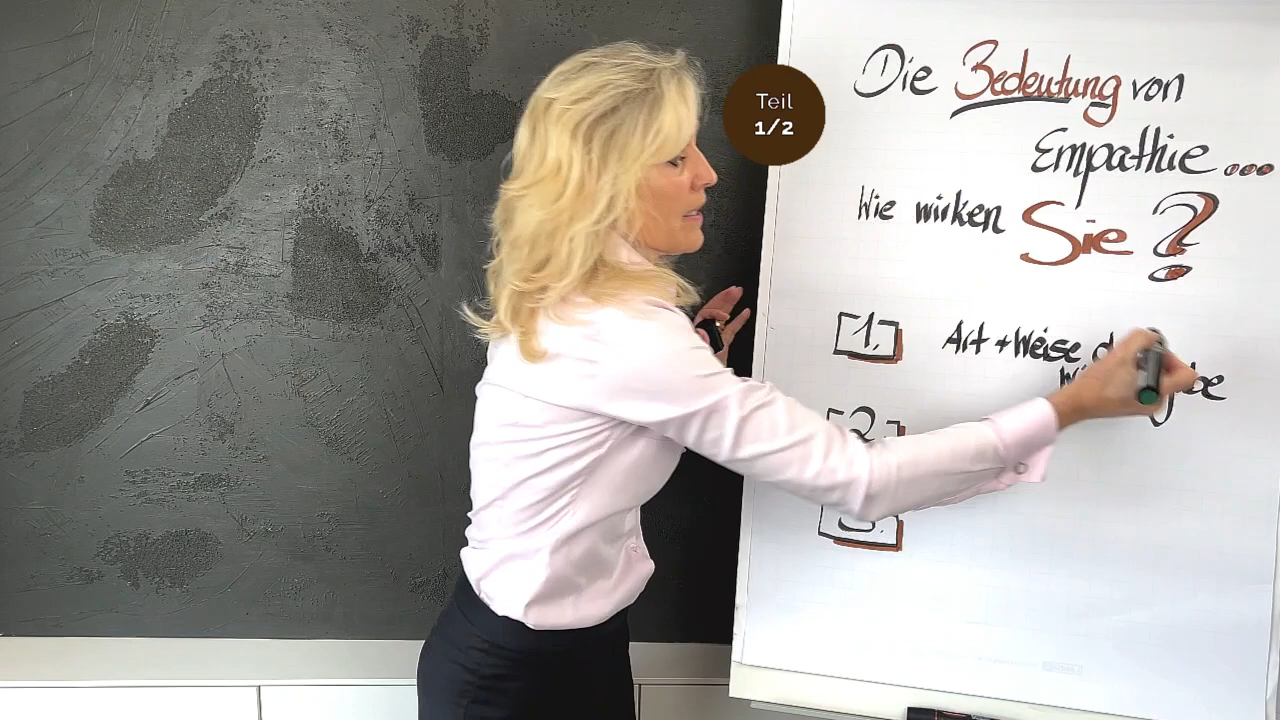 Teil
1/2
Die Bedeutung von
Empathie...
Wie wirken Sie?
1. Art + Weise
2
3.